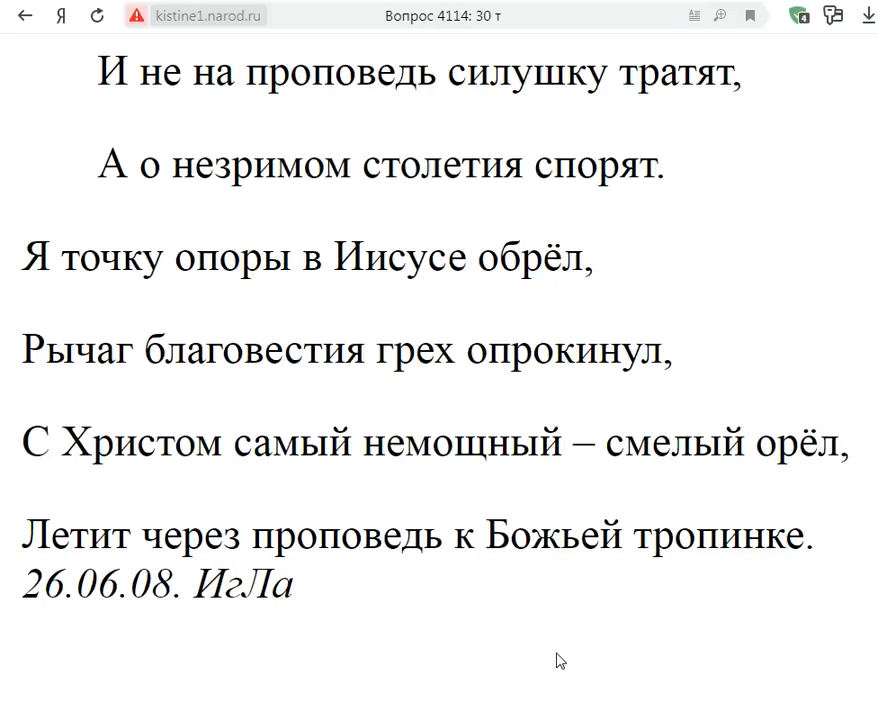 Я kistine1.narod.ru Вопрос 4114: 30 т 4
И не на проповедь силушку тратят,
А о незримом столетия спорят.
Я точку опоры в Иисусе обрёл,
Рычаг благовестия грех опрокинул,
С Христом самый немощный – смелый орёл,
Летит через проповедь к Божьей тропинке.
26.06.08. ИгЛа